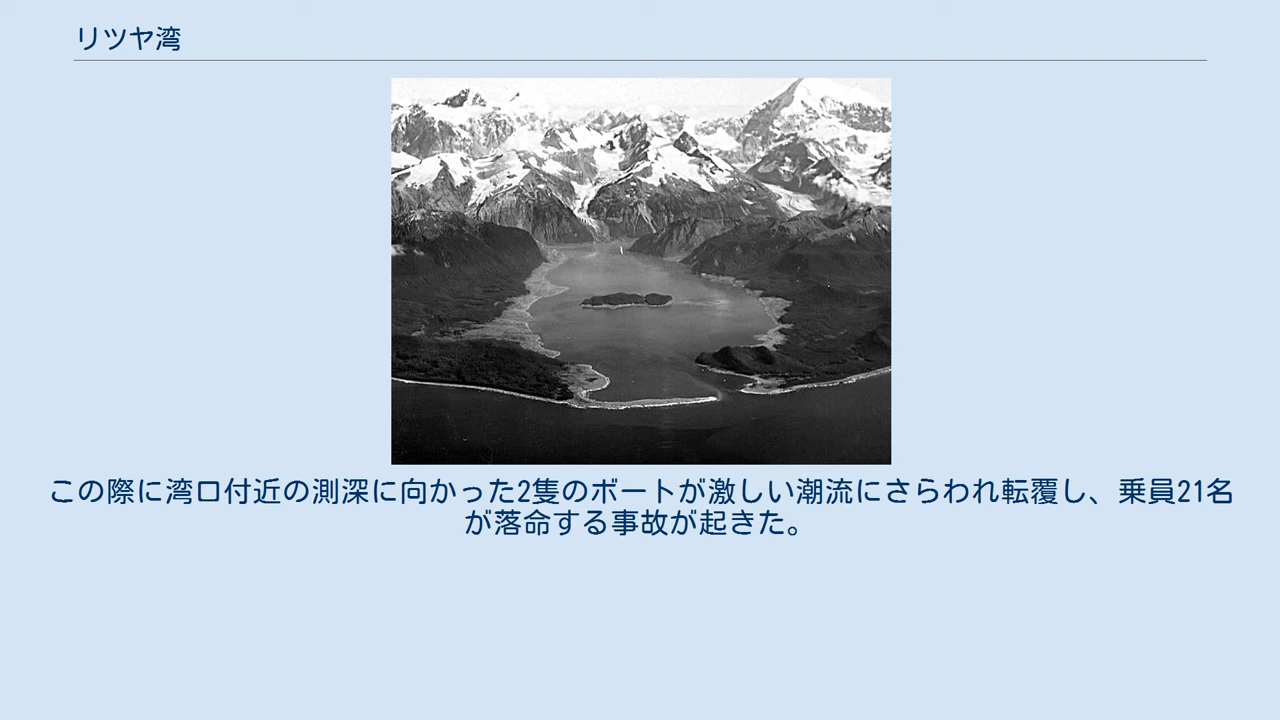 リツヤ湾
この際に湾口付近の測深に向かった2隻のボートが激しい潮流にさらわれ転覆し、乗員21名
が落命する事故が起きた。